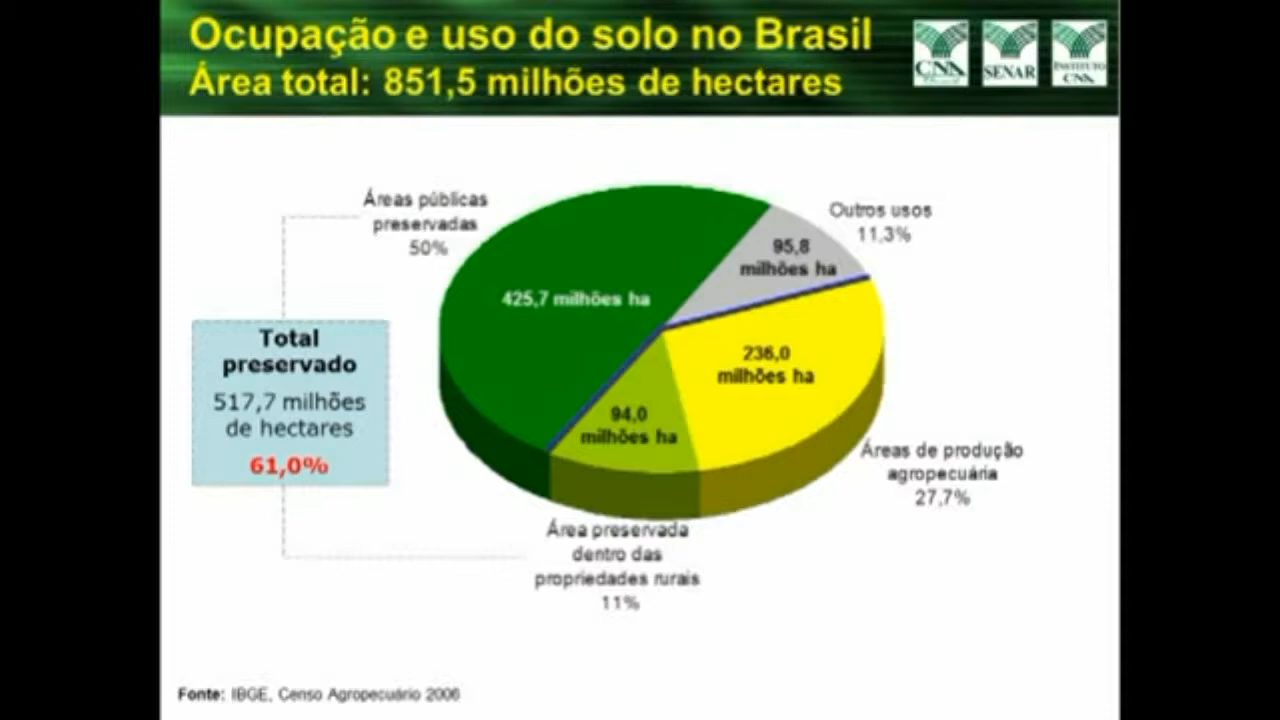 Ocupação e uso do solo no Brasil
Área total: 851,5 milhões de hectares
CNA
SENAR
INSTITUTO
CNA
Áreas públicas
preservadas
50%
Outros usos
11,3%
95,8
milhões ha
425,7 milhões ha
236,0
milhões ha
94,0
milhões ha
Total
preservado
517,7 milhões
de hectares
61,0%
Áreas de produção
agropecuária
27,7%
Área preservada
dentro das
propriedades rurais
11%
Fonte: IBGE, Censo Agropecuário 2006